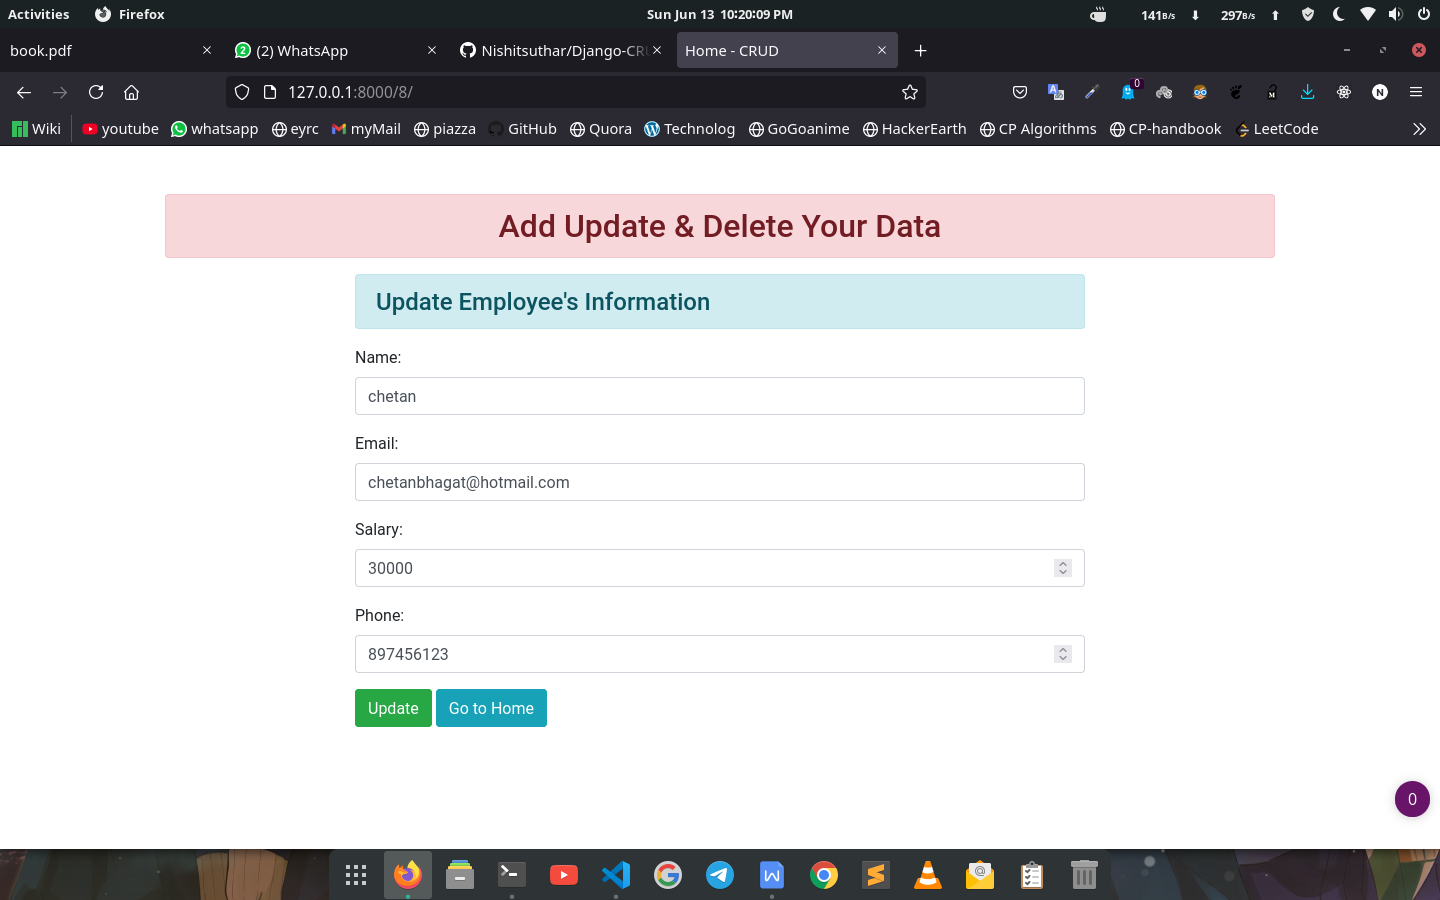 Activities Firefox Sun Jun 13 10:20:09 PM 141B/s 297B/s
book.pdf (2) WhatsApp Nishitsuthar/Django-CRU Home - CRUD
127.0.0.1:8000/8/ 0
Wiki youtube whatsapp eyrc myMail piazza GitHub Quora Technolog GoGoanime HackerEarth CP Algorithms CP-handbook LeetCode
Add Update & Delete Your Data
Update Employee's Information
Name:
chetan
Email:
chetanbhagat@hotmail.com
Salary:
30000
Phone:
897456123
Update Go to Home
0